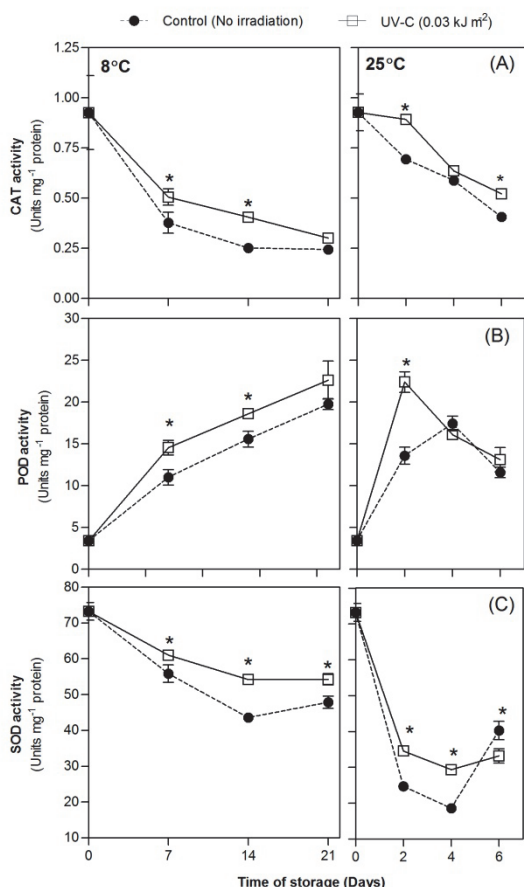 Control (No irradiation) UV-C (0.03 kJ m²)
8°C 25°C (A)
1.25
1.00
0.75
0.50
0.25
0.00
CAT activity
(Units mg⁻¹ protein)
* * * *
(B)
30
25
20
15
10
5
0
POD activity
(Units mg⁻¹ protein)
* * *
(C)
80
70
60
50
40
30
20
10
SOD activity
(Units mg⁻¹ protein)
* * * * * *
0 7 14 21 0 2 4 6
Time of storage (Days)